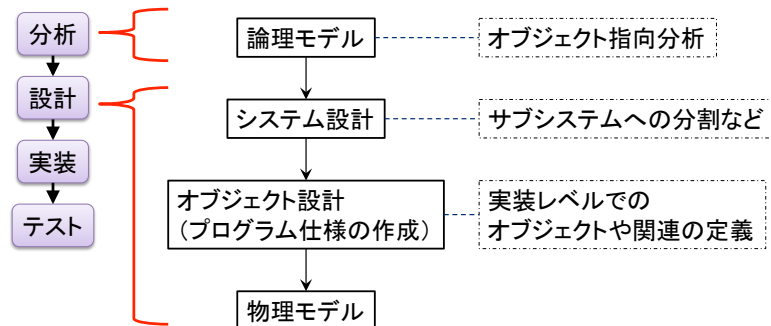 分析
設計
実装
テスト
論理モデル
オブジェクト指向分析
システム設計
サブシステムへの分割など
オブジェクト設計
(プログラム仕様の作成)
実装レベルでの
オブジェクトや関連の定義
物理モデル